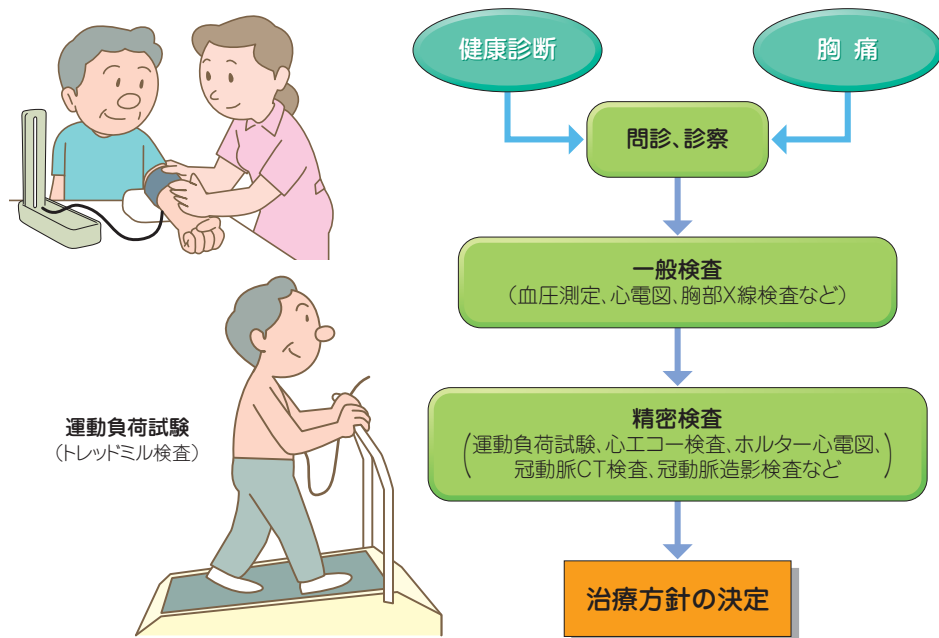 健康診断
胸 痛
問診、診察
一般検査
（血圧測定、心電図、胸部X線検査など）
精密検査
（運動負荷試験、心エコー検査、ホルター心電図、
冠動脈CT検査、冠動脈造影検査など）
治療方針の決定
運動負荷試験
（トレッドミル検査）